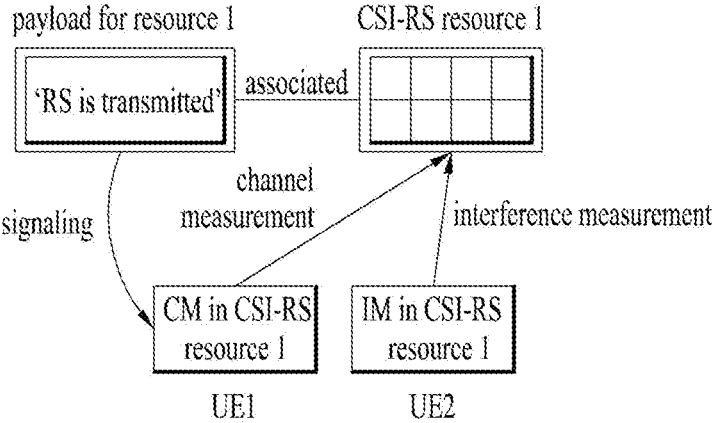 payload for resource 1
CSI-RS resource 1
‘RS is transmitted’
associated
channel
measurement
signaling
interference measurement
CM in CSI-RS
resource 1
IM in CSI-RS
resource 1
UE1
UE2